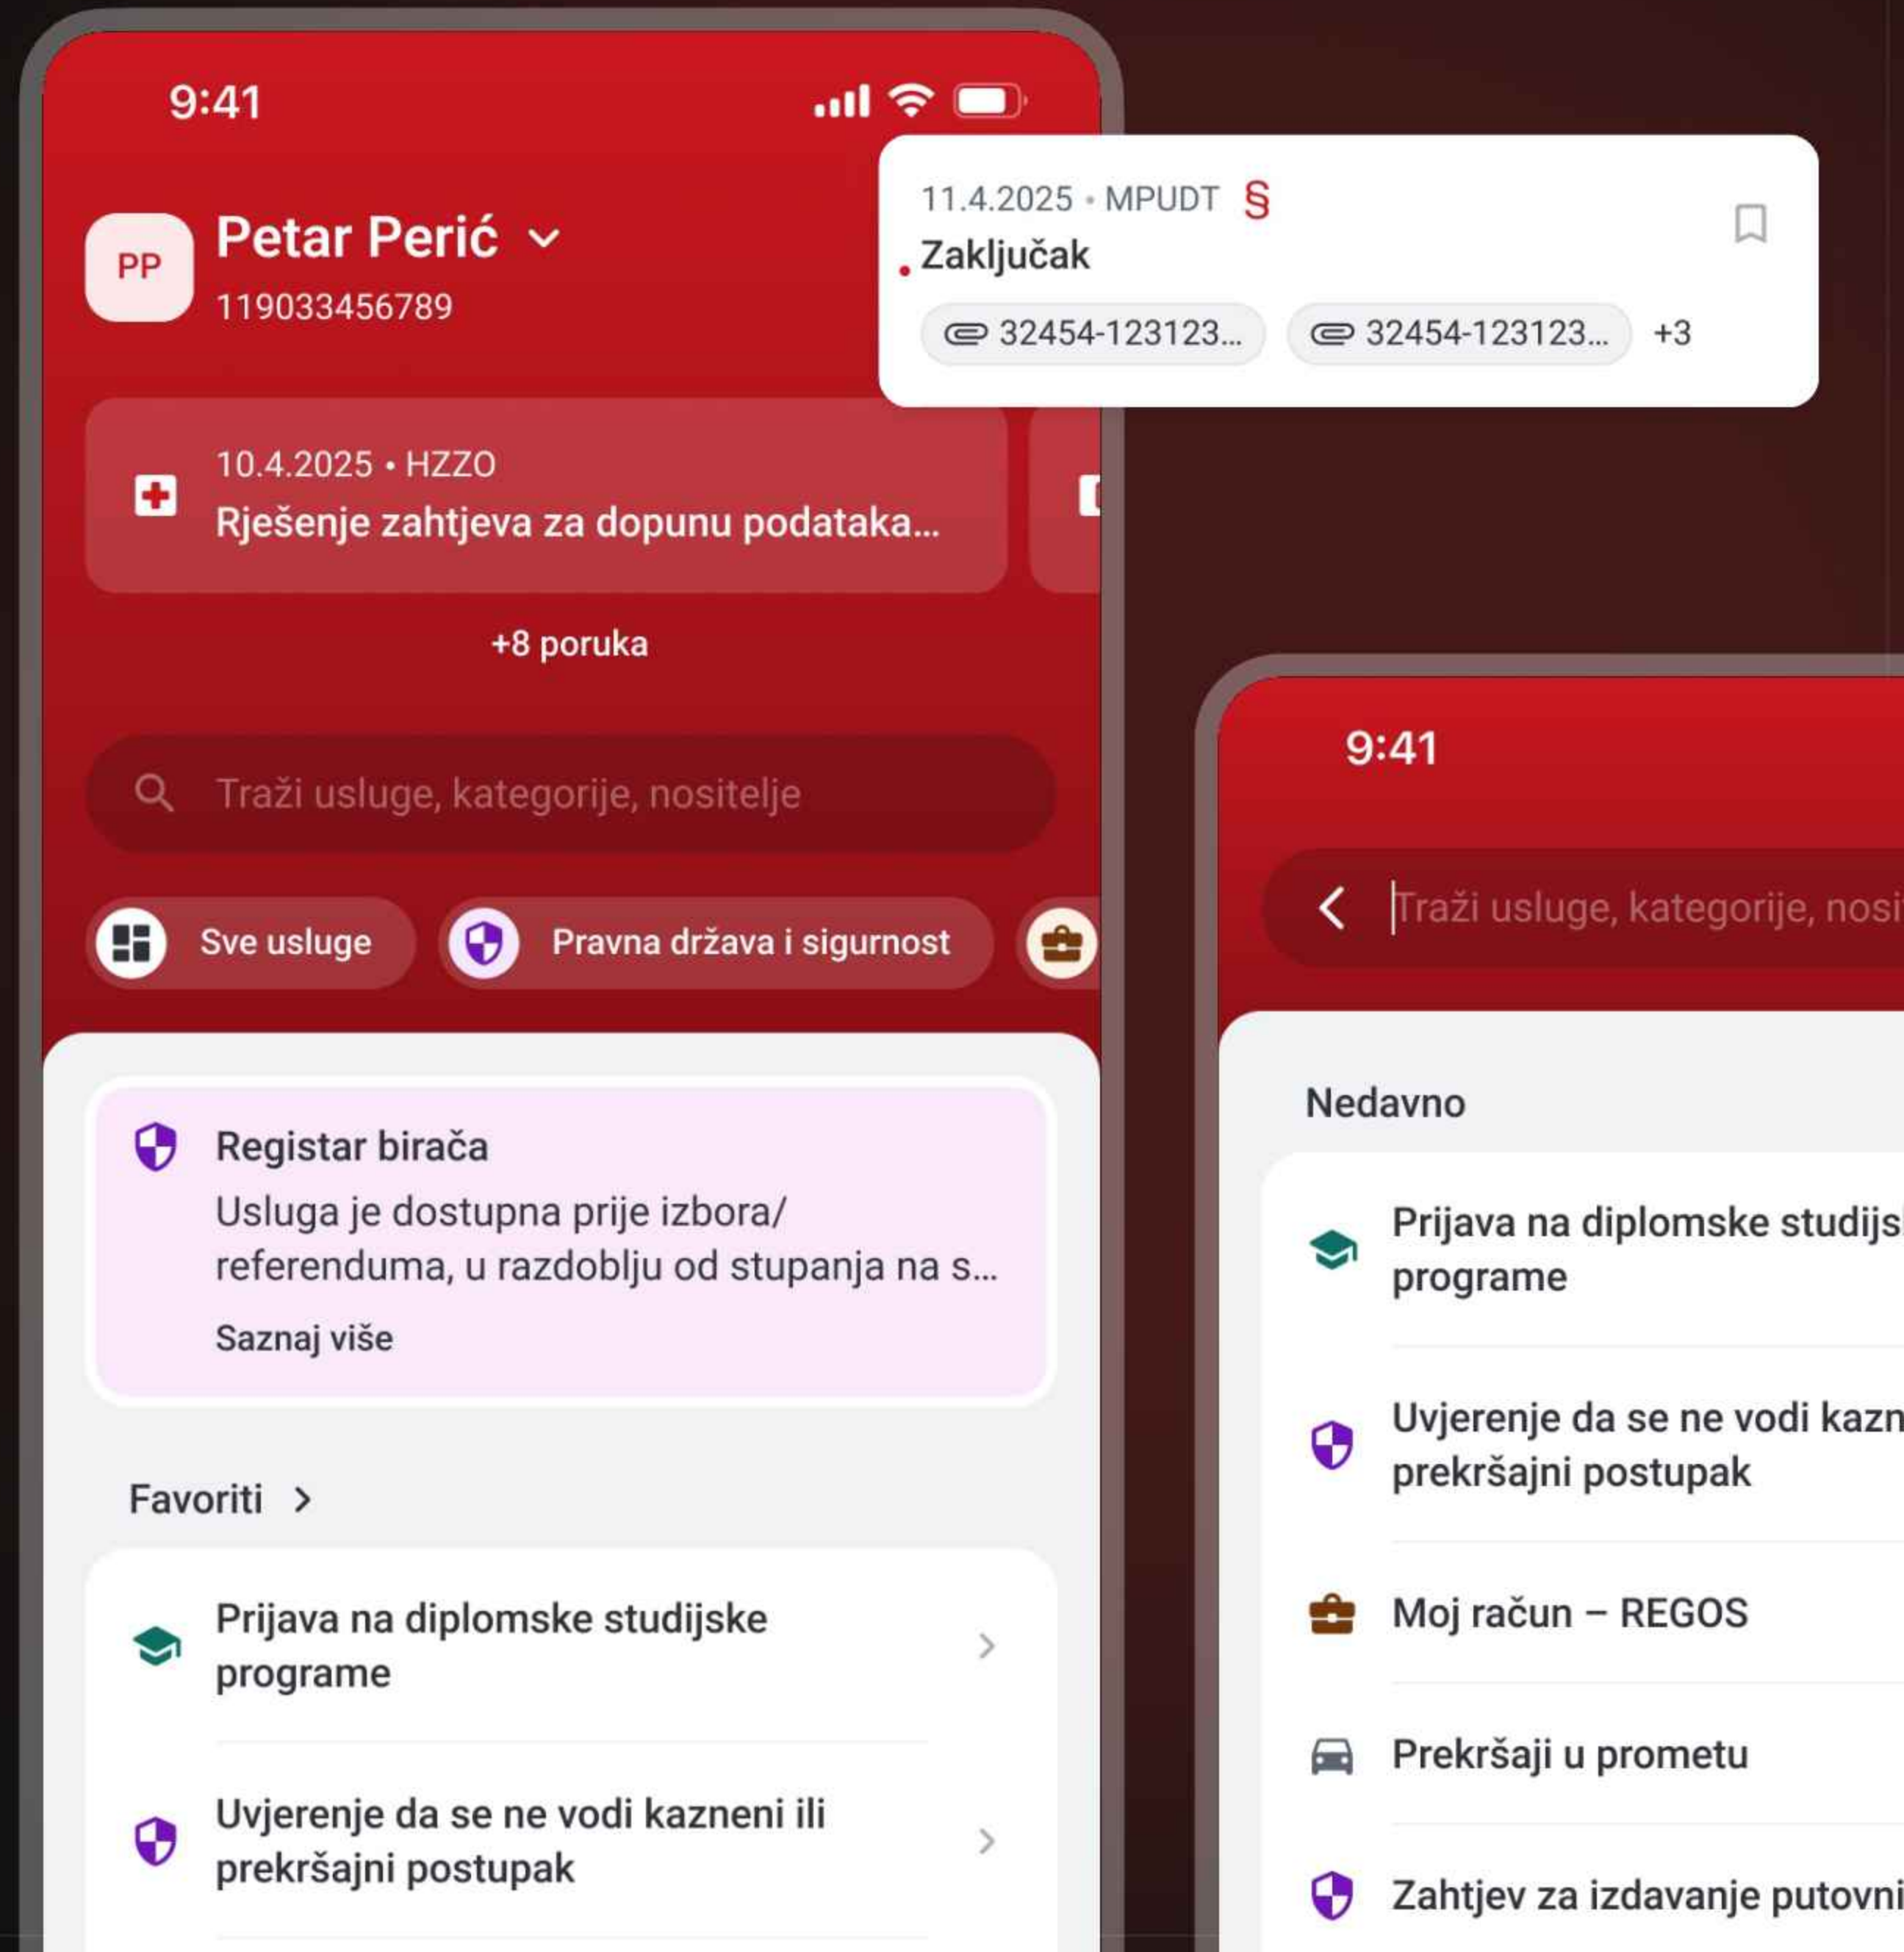 9:41
PP
Petar Perić
119033456789
11.4.2025 • MPUDT §
Zaključak
32454-123123...
32454-123123...
+3
10.4.2025 • HZZO
Rješenje zahtjeva za dopunu podataka...
+8 poruka
Traži usluge, kategorije, nositelje
Sve usluge
Pravna država i sigurnost
Registar birača
Usluga je dostupna prije izbora/
referenduma, u razdoblju od stupanja na s...
Saznaj više
Favoriti
Prijava na diplomske studijske
programe
Uvjerenje da se ne vodi kazneni ili
prekršajni postupak
9:41
Traži usluge, kategorije, nosi
Nedavno
Prijava na diplomske studijs
programe
Uvjerenje da se ne vodi kazn
prekršajni postupak
Moj račun – REGOS
Prekršaji u prometu
Zahtjev za izdavanje putovni